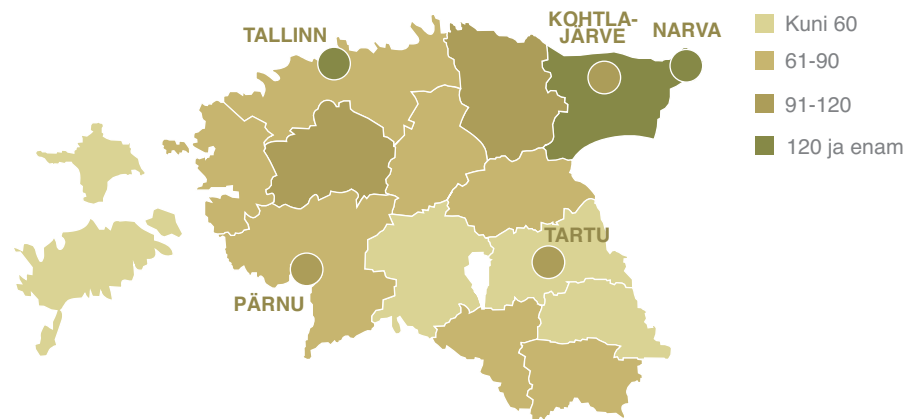 TALLINN
KOHTLA-
JÄRVE
NARVA
TARTU
PÄRNU
Kuni 60
61-90
91-120
120 ja enam